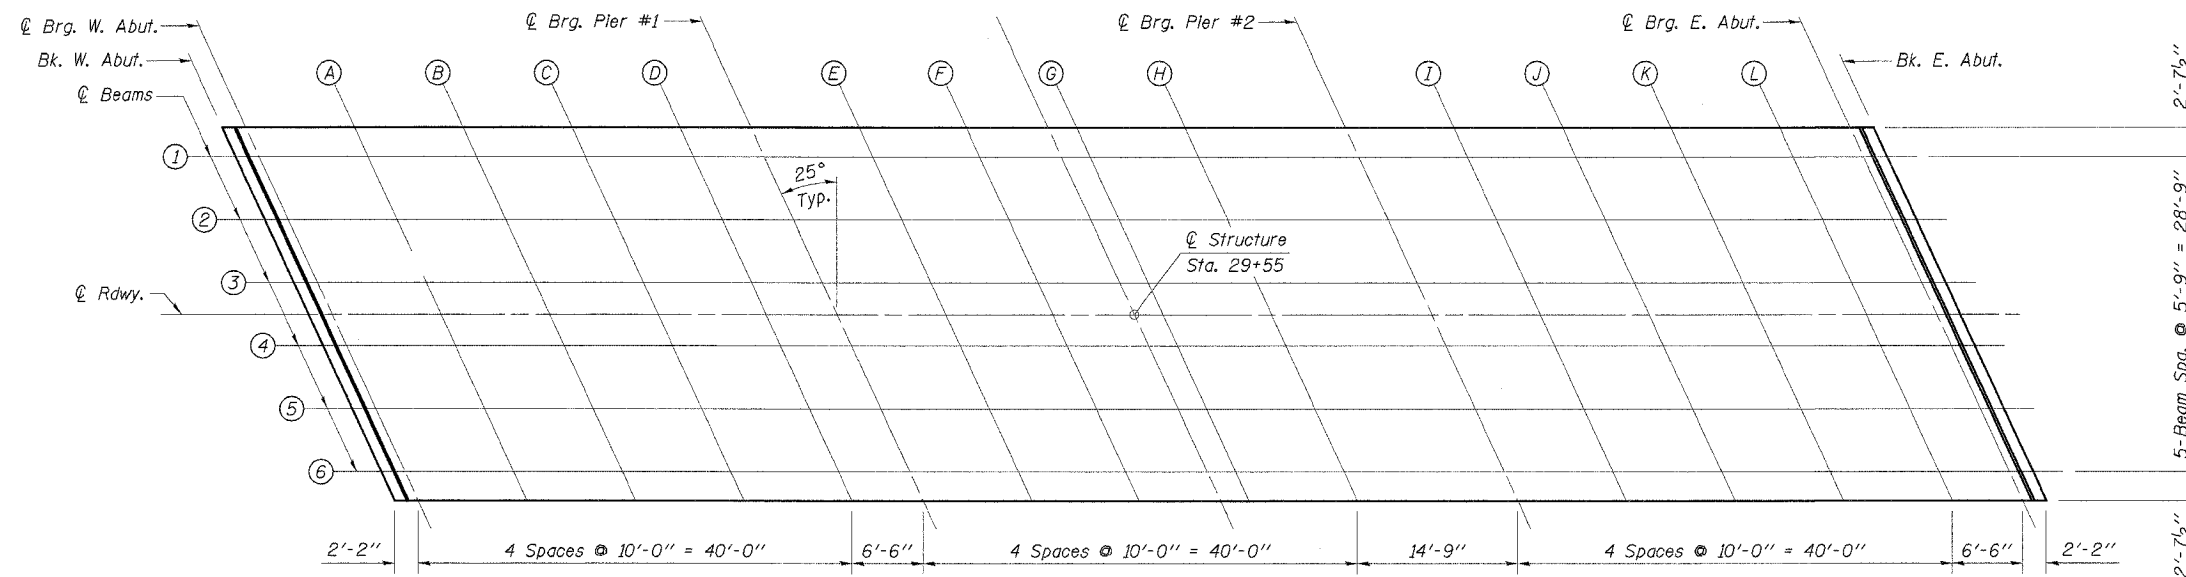 ℄ Brg. W. Abut.
Bk. W. Abut.
℄ Beams
℄ Brg. Pier #1
℄ Brg. Pier #2
℄ Brg. E. Abut.
Bk. E. Abut.
A B C D E F G H I J K L
1
2
3
℄ Rdwy.
4
5
6
25°
Typ.
℄ Structure
Sta. 29+55
2'-7½"
5-Beam Spa. @ 5'-9" = 28'-9"
2'-7½"
2'-2"
4 Spaces @ 10'-0" = 40'-0"
6'-6"
4 Spaces @ 10'-0" = 40'-0"
14'-9"
4 Spaces @ 10'-0" = 40'-0"
6'-6"
2'-2"